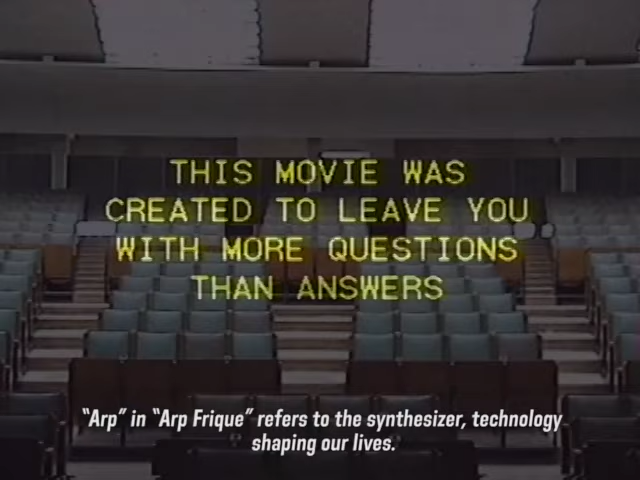 THIS MOVIE WAS
CREATED TO LEAVE YOU
WITH MORE QUESTIONS
THAN ANSWERS
“Arp” in “Arp Frique” refers to the synthesizer, technology
shaping our lives.